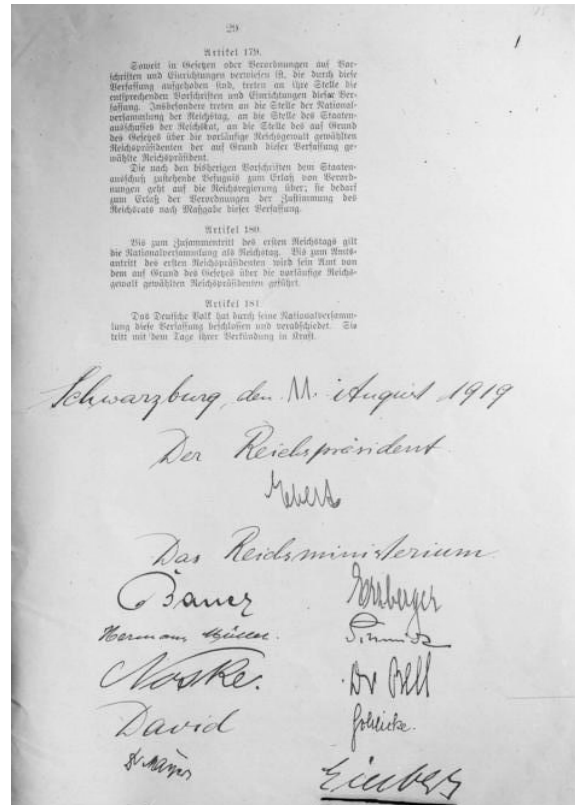 29
Artikel 179.
Soweit in Gesetzen oder Verordnungen auf Vor-
schriften und Einrichtungen verwiesen ist, die durch diese
Verfassung aufgehoben sind, treten an ihre Stelle die
entsprechenden Vorschriften und Einrichtungen dieser Ver-
fassung. Insbesondere treten an die Stelle der National-
versammlung der Reichstag, an die Stelle des Staaten-
ausschusses der Reichsrat, an die Stelle des auf Grund
des Gesetzes über die vorläufige Reichsgewalt gewählten
Reichspräsidenten der auf Grund dieser Verfassung ge-
wählte Reichspräsident.
Die nach den bisherigen Vorschriften dem Staaten-
ausschuß zustehende Befugnis zum Erlaß von Verord-
nungen geht auf die Reichsregierung über; sie bedarf
zum Erlaß der Verordnungen der Zustimmung des
Reichsrats nach Maßgabe dieser Verfassung.
Artikel 180.
Bis zum Zusammentritt des ersten Reichstags gilt
die Nationalversammlung als Reichstag. Bis zum Amts-
antritt des ersten Reichspräsidenten wird sein Amt von
dem auf Grund des Gesetzes über die vorläufige Reichs-
gewalt gewählten Reichspräsidenten geführt.
Artikel 181.
Das Deutsche Volk hat durch seine Nationalversamm-
lung diese Verfassung beschlossen und verabschiedet. Sie
tritt mit dem Tage ihrer Verkündung in Kraft.
Schwarzburg, den 11. August 1919
Der Reichspräsident
Ebert
Das Reichsministerium
Bauer Erzberger
Hermann Müller. Schmidt
Noske. Dr Bell
David Giesberts
Dr Mayer